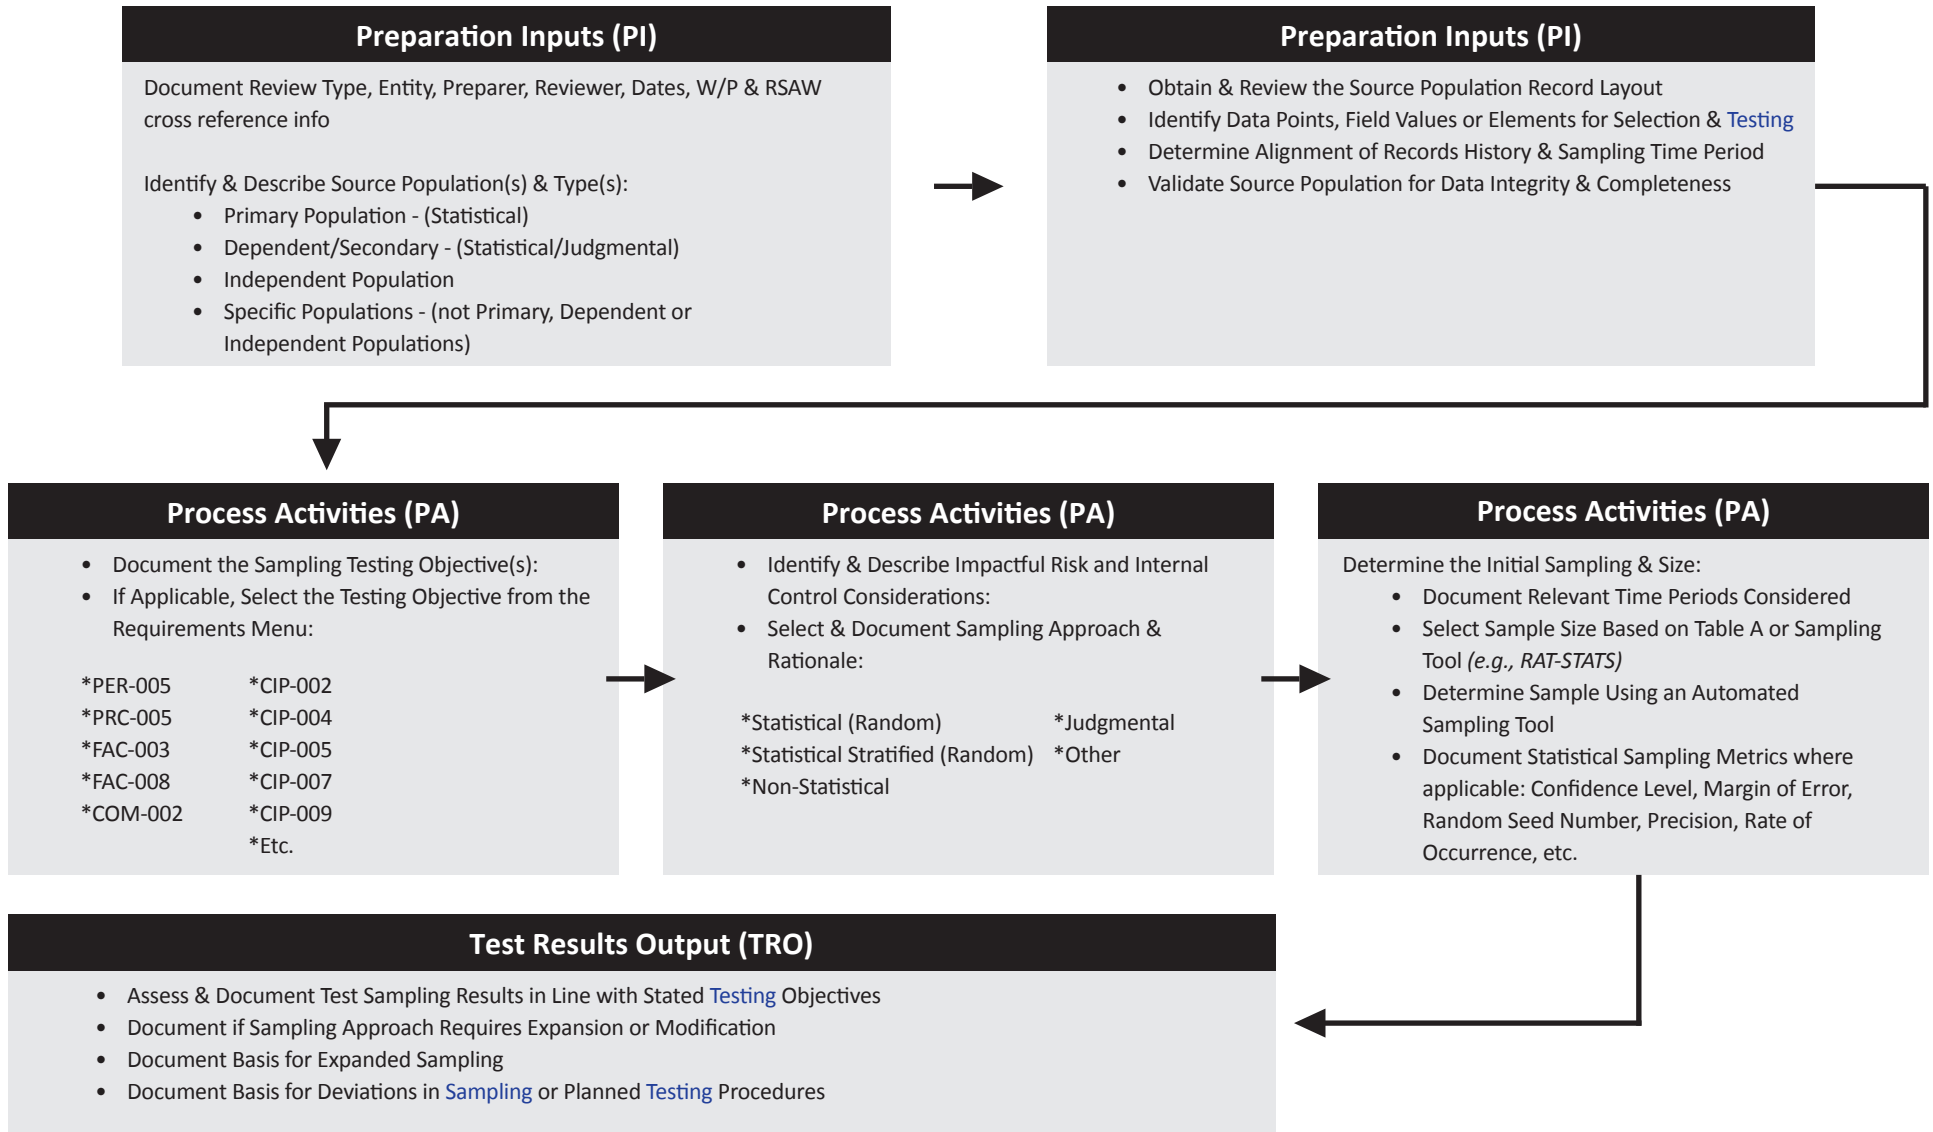 Preparation Inputs (PI)
Document Review Type, Entity, Preparer, Reviewer, Dates, W/P & RSAW
cross reference info
Identify & Describe Source Population(s) & Type(s):
• Primary Population - (Statistical)
• Dependent/Secondary - (Statistical/Judgmental)
• Independent Population
• Specific Populations - (not Primary, Dependent or
Independent Populations)
Preparation Inputs (PI)
• Obtain & Review the Source Population Record Layout
• Identify Data Points, Field Values or Elements for Selection & Testing
• Determine Alignment of Records History & Sampling Time Period
• Validate Source Population for Data Integrity & Completeness
Process Activities (PA)
• Document the Sampling Testing Objective(s):
• If Applicable, Select the Testing Objective from the
Requirements Menu:
*PER-005 *CIP-002
*PRC-005 *CIP-004
*FAC-003 *CIP-005
*FAC-008 *CIP-007
*COM-002 *CIP-009
*Etc.
Process Activities (PA)
• Identify & Describe Impactful Risk and Internal
Control Considerations:
• Select & Document Sampling Approach &
Rationale:
*Statistical (Random) *Judgmental
*Statistical Stratified (Random) *Other
*Non-Statistical
Process Activities (PA)
Determine the Initial Sampling & Size:
• Document Relevant Time Periods Considered
• Select Sample Size Based on Table A or Sampling
Tool (e.g., RAT-STATS)
• Determine Sample Using an Automated
Sampling Tool
• Document Statistical Sampling Metrics where
applicable: Confidence Level, Margin of Error,
Random Seed Number, Precision, Rate of
Occurrence, etc.
Test Results Output (TRO)
• Assess & Document Test Sampling Results in Line with Stated Testing Objectives
• Document if Sampling Approach Requires Expansion or Modification
• Document Basis for Expanded Sampling
• Document Basis for Deviations in Sampling or Planned Testing Procedures